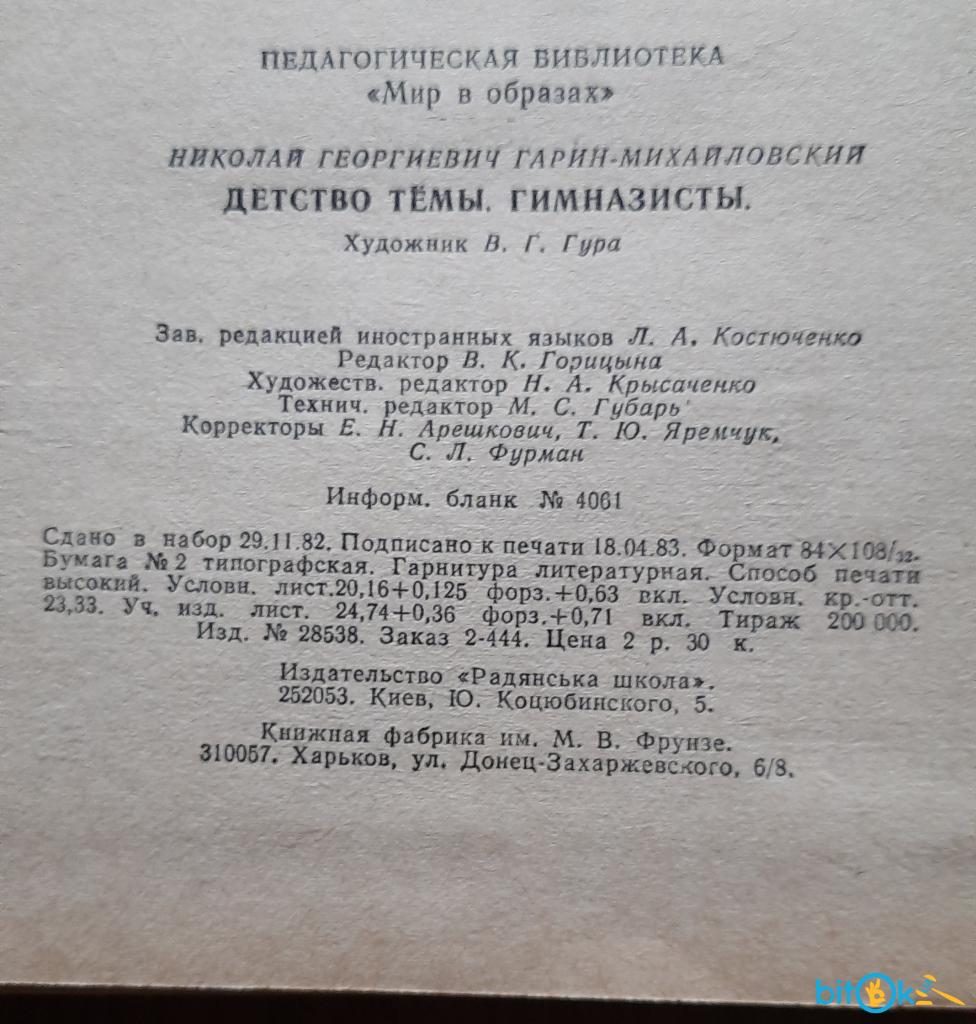 ПЕДАГОГИЧЕСКАЯ БИБЛИОТЕКА
«Мир в образах»
НИКОЛАЙ ГЕОРГИЕВИЧ ГАРИН-МИХАЙЛОВСКИЙ
ДЕТСТВО ТЁМЫ. ГИМНАЗИСТЫ.
Художник В. Г. Гура
Зав. редакцией иностранных языков Л. А. Костюченко
Редактор В. К. Горицына
Художеств. редактор Н. А. Крысаченко
Технич. редактор М. С. Губарь
Корректоры Е. Н. Арешкович, Т. Ю. Яремчук,
С. Л. Фурман
Информ. бланк № 4061
Сдано в набор 29.11.82. Подписано к печати 18.04.83. Формат 84×108/32.
Бумага № 2 типографская. Гарнитура литературная. Способ печати
высокий. Условн. лист.20,16+0,125 форз.+0,63 вкл. Условн. кр.-отт.
23,33. Уч. изд. лист. 24,74+0,36 форз.+0,71 вкл. Тираж 200 000.
Изд. № 28538. Заказ 2-444. Цена 2 р. 30 к.
Издательство «Радянська школа».
252053. Киев, Ю. Коцюбинского, 5.
Книжная фабрика им. М. В. Фрунзе.
310057. Харьков, ул. Донец-Захаржевского, 6/8.
bitok